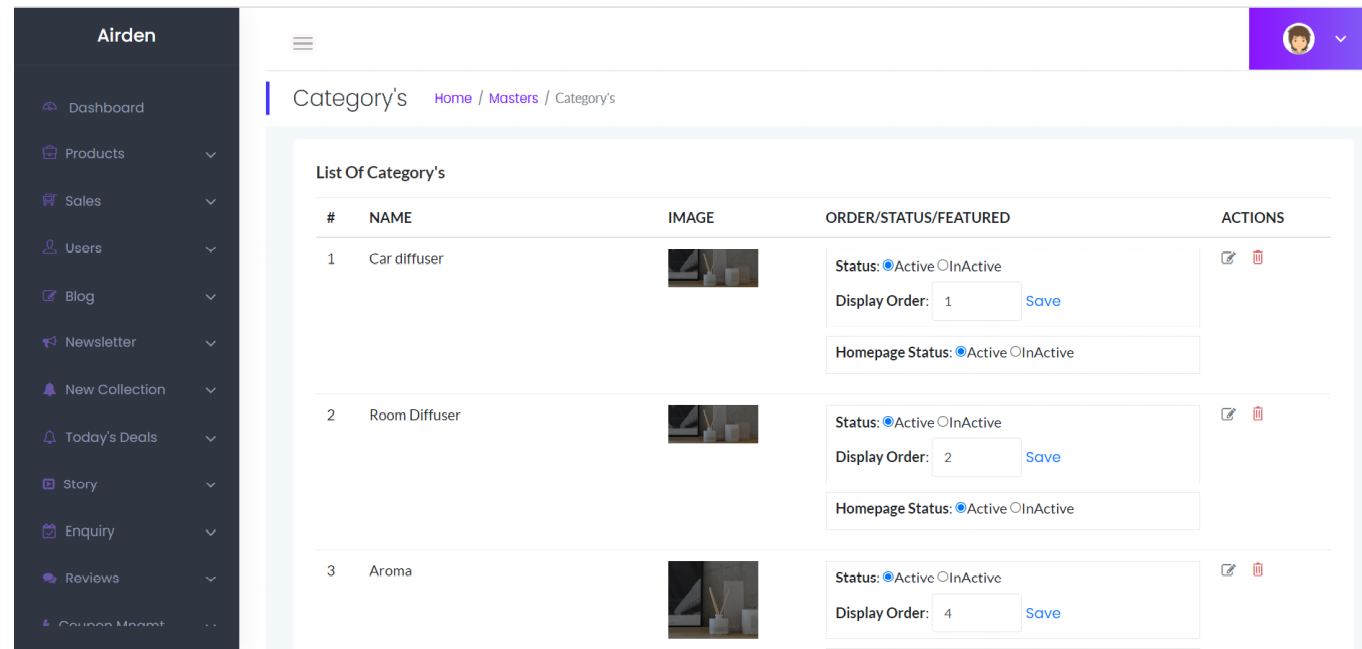 Airden
Dashboard
Products
Sales
Users
Blog
Newsletter
New Collection
Today's Deals
Story
Enquiry
Reviews
Coupon Mngmt
Category's Home / Masters / Category's
List Of Category's
# NAME IMAGE ORDER/STATUS/FEATURED ACTIONS
1 Car diffuser Status: Active InActive
Display Order: 1 Save
Homepage Status: Active InActive
2 Room Diffuser Status: Active InActive
Display Order: 2 Save
Homepage Status: Active InActive
3 Aroma Status: Active InActive
Display Order: 4 Save